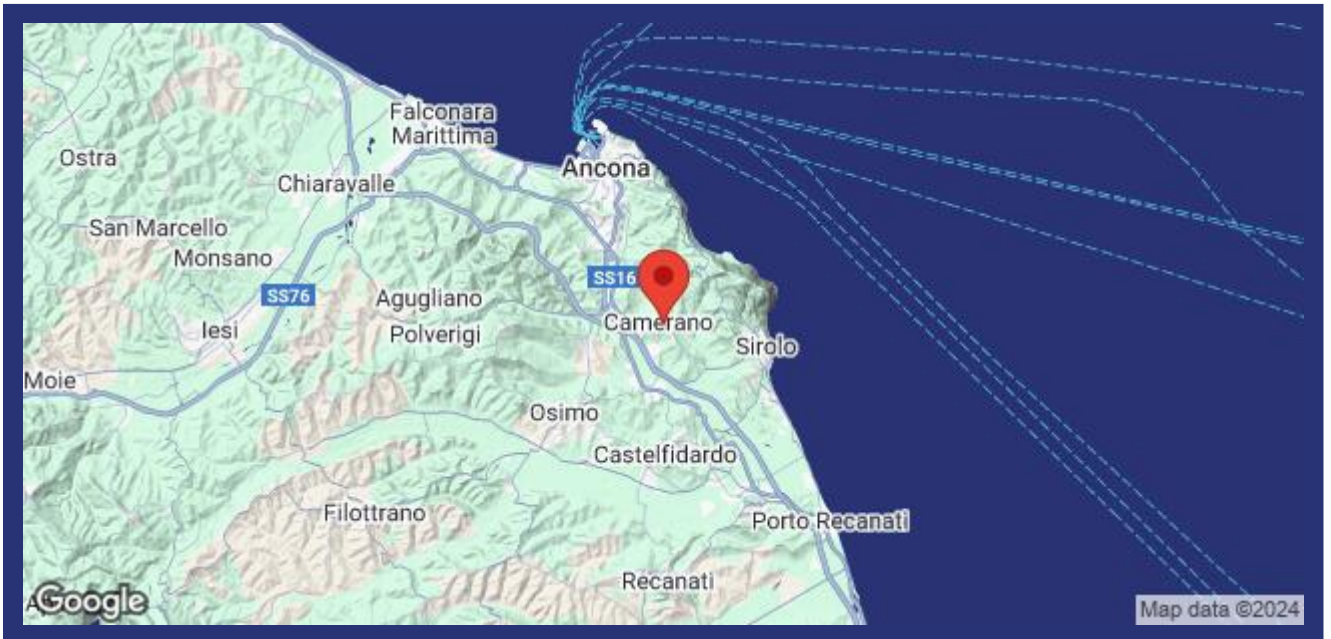 Falconara
Marittima
Ostra
Ancona
Chiaravalle
San Marcello
Monsano
SS16
SS76
Agugliano
Camerano
Iesi
Polverigi
Sirolo
Moie
Osimo
Castelfidardo
Filottrano
Porto Recanati
Recanati
Google
Map data ©2024